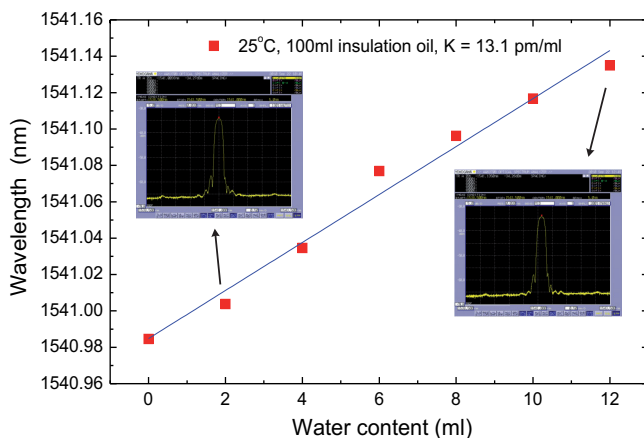 1541.16
1541.14
1541.12
1541.10
1541.08
1541.06
1541.04
1541.02
1541.00
1540.98
1540.96
Wavelength (nm)
25°C, 100ml insulation oil, K = 13.1 pm/ml
0 2 4 6 8 10 12
Water content (ml)